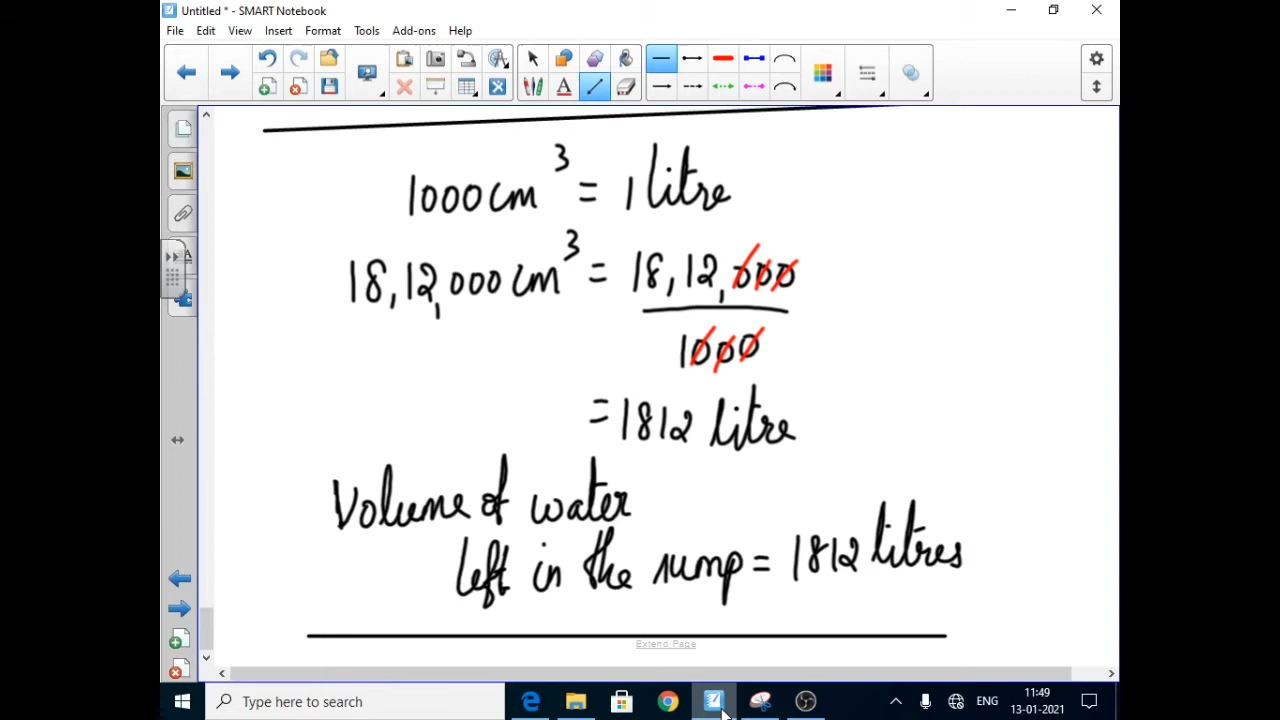 Untitled * - SMART Notebook
File Edit View Insert Format Tools Add-ons Help
1000 cm³ = 1 litre
18,12,000 cm³ = 18,12,000
1000
= 1812 litre
Volume of water
left in the sump = 1812 litres
Extend Page
Type here to search
ENG
11:49
13-01-2021